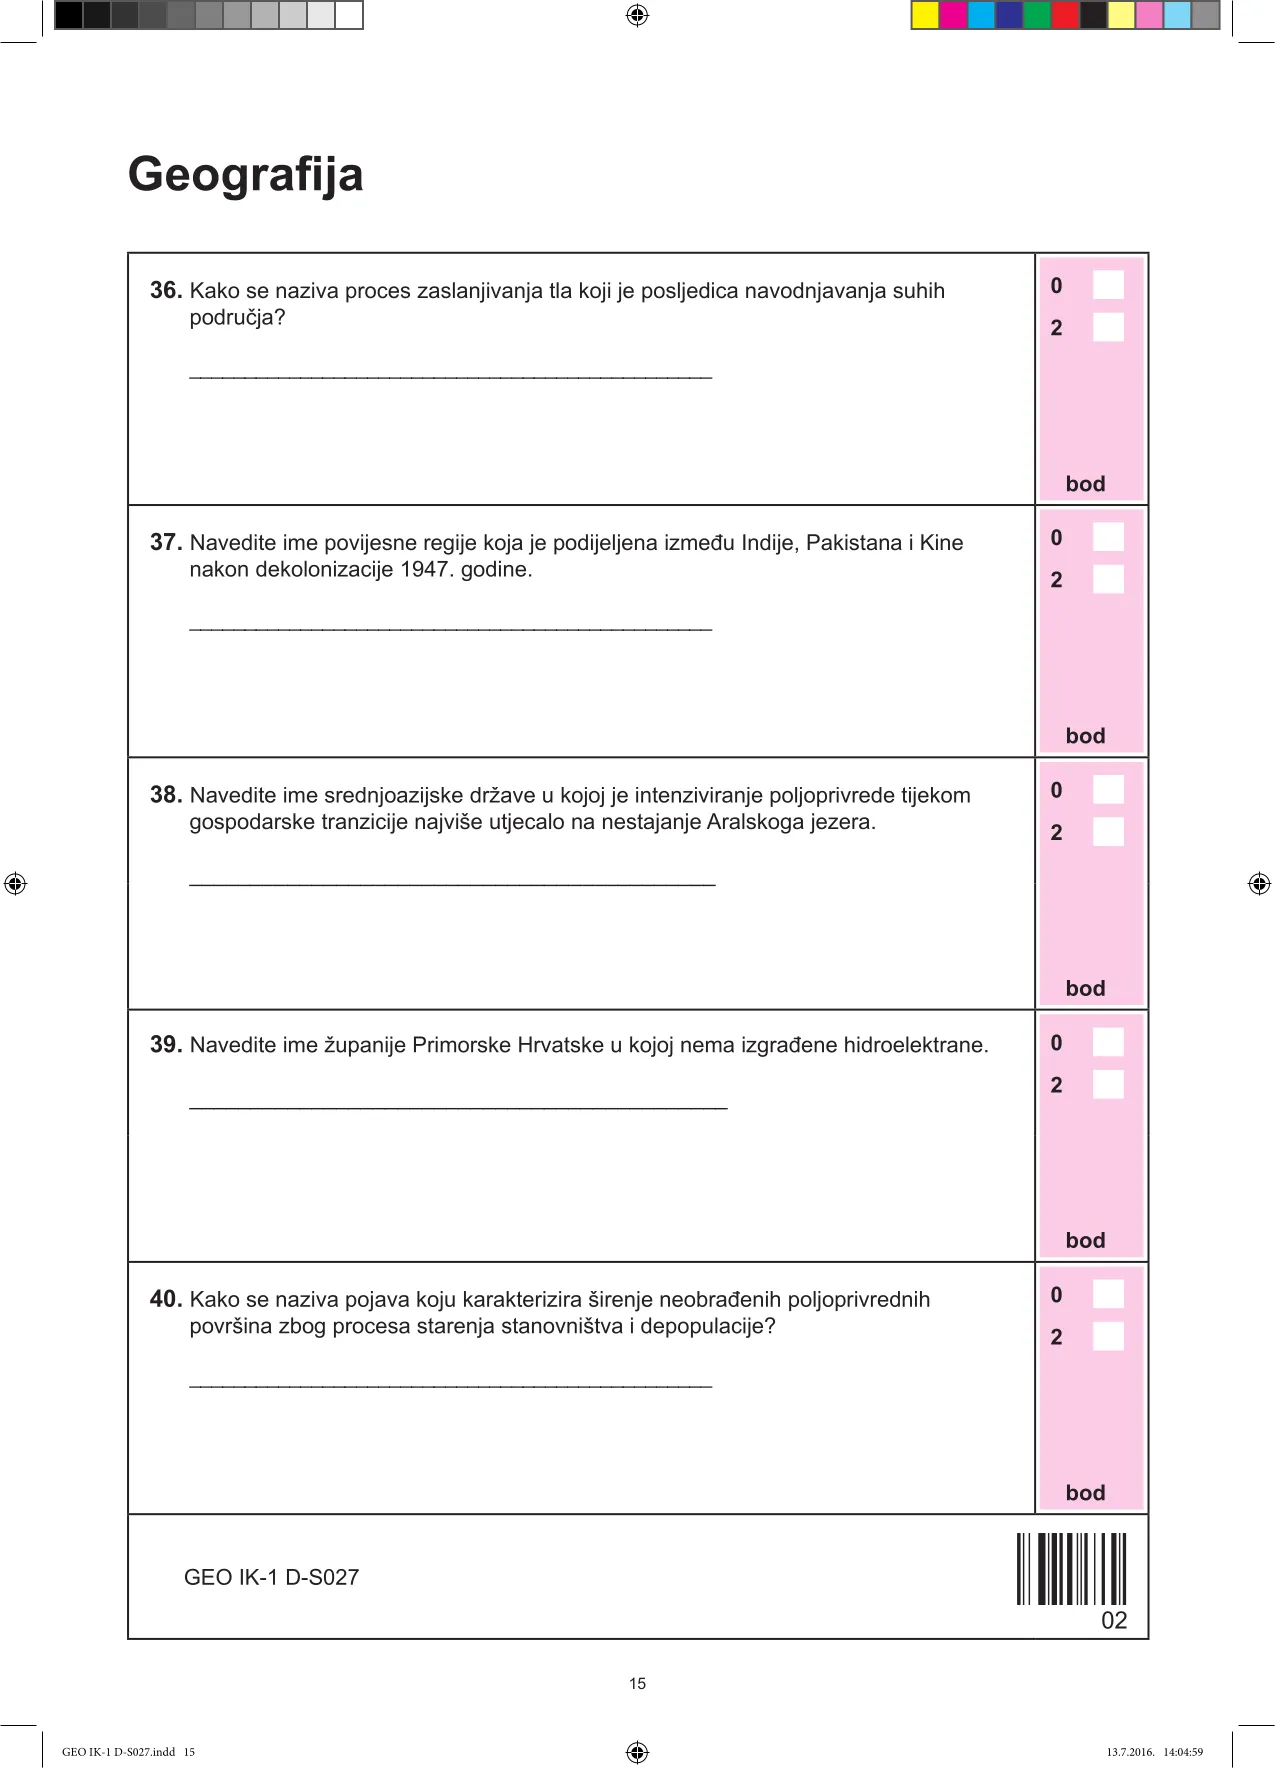 Geografija
36. Kako se naziva proces zaslanjivanja tla koji je posljedica navodnjavanja suhih
područja?
0
2
bod
37. Navedite ime povijesne regije koja je podijeljena između Indije, Pakistana i Kine
nakon dekolonizacije 1947. godine.
0
2
bod
38. Navedite ime srednjoazijske države u kojoj je intenziviranje poljoprivrede tijekom
gospodarske tranzicije najviše utjecalo na nestajanje Aralskoga jezera.
0
2
bod
39. Navedite ime županije Primorske Hrvatske u kojoj nema izgrađene hidroelektrane.
0
2
bod
40. Kako se naziva pojava koju karakterizira širenje neobrađenih poljoprivrednih
površina zbog procesa starenja stanovništva i depopulacije?
0
2
bod
GEO IK-1 D-S027
02
15
GEO IK-1 D-S027.indd 15
13.7.2016. 14:04:59